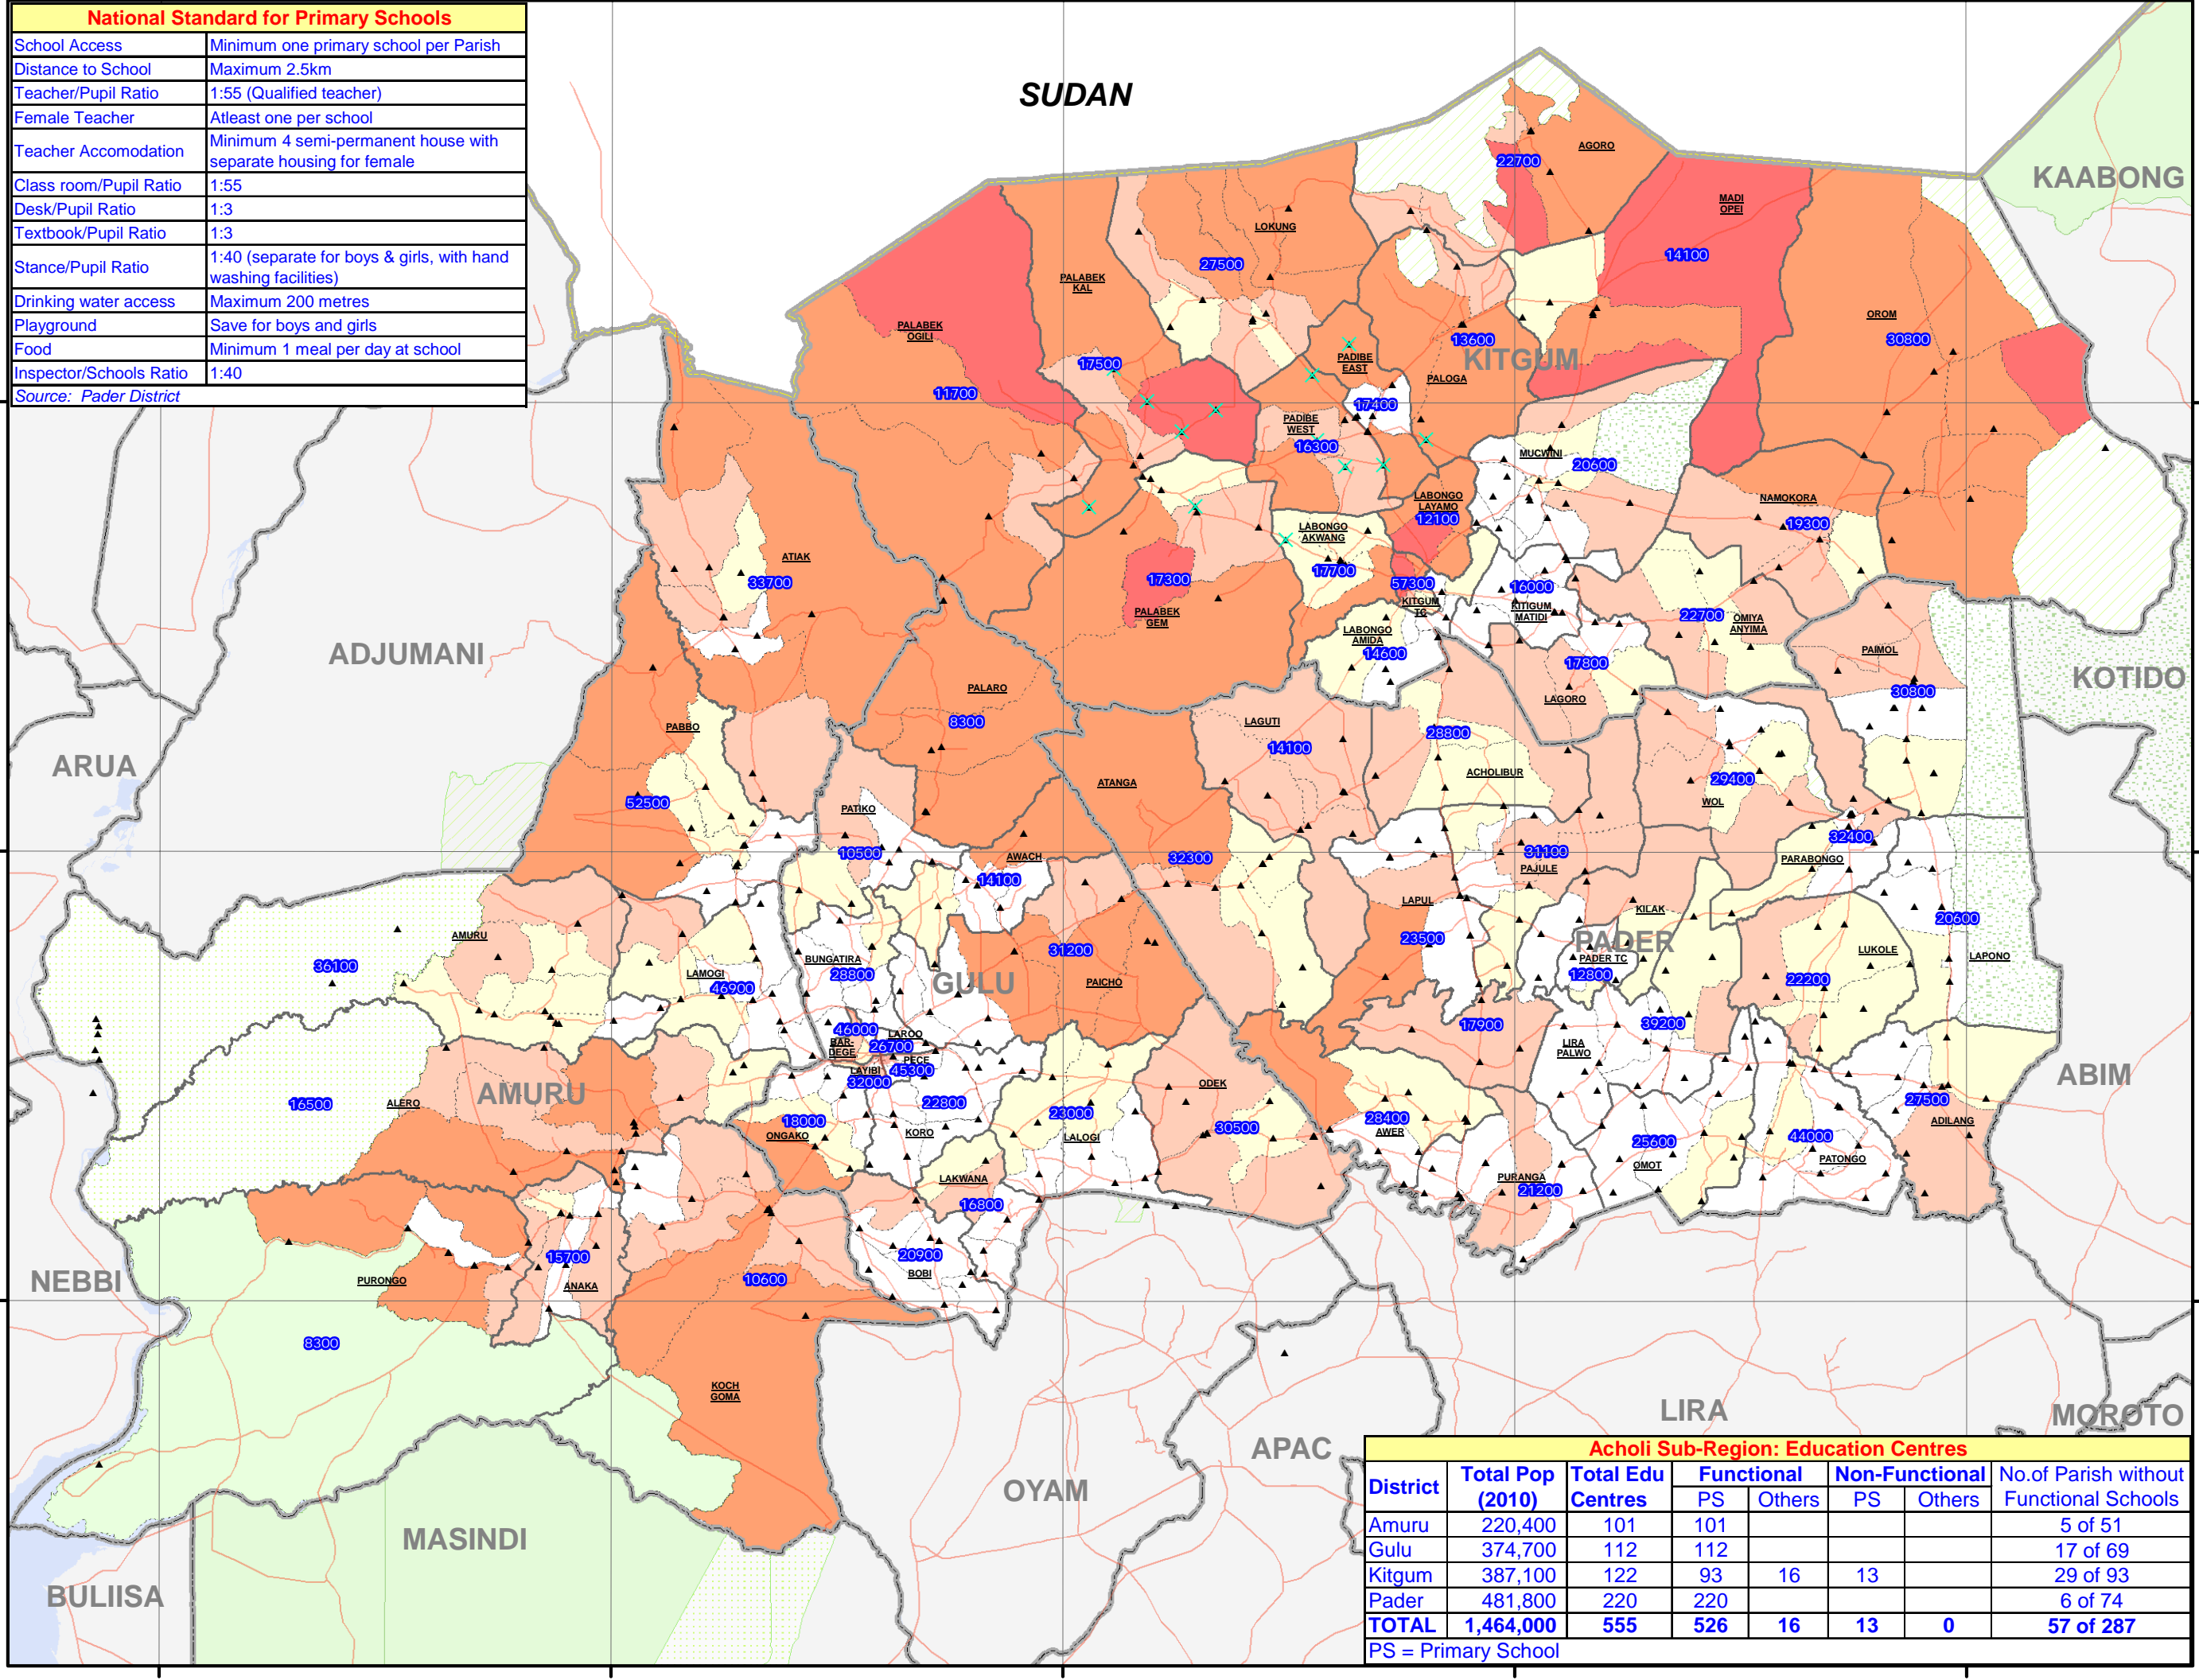 National Standard for Primary Schools
School Access Minimum one primary school per Parish
Distance to School Maximum 2.5km
Teacher/Pupil Ratio 1:55 (Qualified teacher)
Female Teacher Atleast one per school
Teacher Accomodation Minimum 4 semi-permanent house with
separate housing for female
Class room/Pupil Ratio 1:55
Desk/Pupil Ratio 1:3
Textbook/Pupil Ratio 1:3
Stance/Pupil Ratio 1:40 (separate for boys & girls, with hand
washing facilities)
Drinking water access Maximum 200 metres
Playground Save for boys and girls
Food Minimum 1 meal per day at school
Inspector/Schools Ratio 1:40
Source: Pader District
SUDAN
KAABONG
AGORO
22700
MADI
OPEI
14100
LOKUNG
27500
PALABEK
KAL
17500
PALABEK
OGILI
11700
OROM
30800
PADIBE
EAST
17400
13600
KITGUM
PALOGA
PADIBE
WEST
16300
MUCWINI
20600
LABONGO
LAYAMO
12100
NAMOKORA
19300
LABONGO
AKWANG
17700
57300
KITGUM
TC
16000
KITIGUM
MATIDI
ATIAK
33700
17300
PALABEK
GEM
22700
OMIYA
ANYIMA
LABONGO
AMIDA
14600
17800
LAGORO
PAIMOL
30800
ADJUMANI
KOTIDO
PALARO
8300
PABBO
52500
LAGUTI
14100
28800
ACHOLIBUR
ARUA
ATANGA
32300
29400
WOL
PATIKO
10500
AWACH
14100
31100
PAJULE
32400
PARABONGO
LAPUL
23500
KILAK
PADER
PADER TC
12800
20600
LAPONO
LUKOLE
22200
AMURU
36100
LAMOGI
46900
BUNGATIRA
28800
GULU
31200
PAICHO
17900
39200
LIRA
PALWO
46000
BAR-
DEGE
LAROO
26700
PECE
45300
LAYIBI
32000
ABIM
16500
ALERO
AMURU
22800
KORO
18000
ONGAKO
23000
LALOGI
ODEK
30500
28400
AWER
27500
ADILANG
25600
OMOT
44000
PATONGO
LAKWANA
16800
PURANGA
21200
NEBBI
PURONGO
8300
15700
ANAKA
10600
20900
BOBI
KOCH
GOMA
LIRA
MOROTO
APAC
OYAM
MASINDI
BULIISA
Acholi Sub-Region: Education Centres
District Total Pop (2010) Total Edu Centres Functional Non-Functional No.of Parish without Functional Schools
PS Others PS Others
Amuru 220,400 101 101 5 of 51
Gulu 374,700 112 112 17 of 69
Kitgum 387,100 122 93 16 13 29 of 93
Pader 481,800 220 220 6 of 74
TOTAL 1,464,000 555 526 16 13 0 57 of 287
PS = Primary School